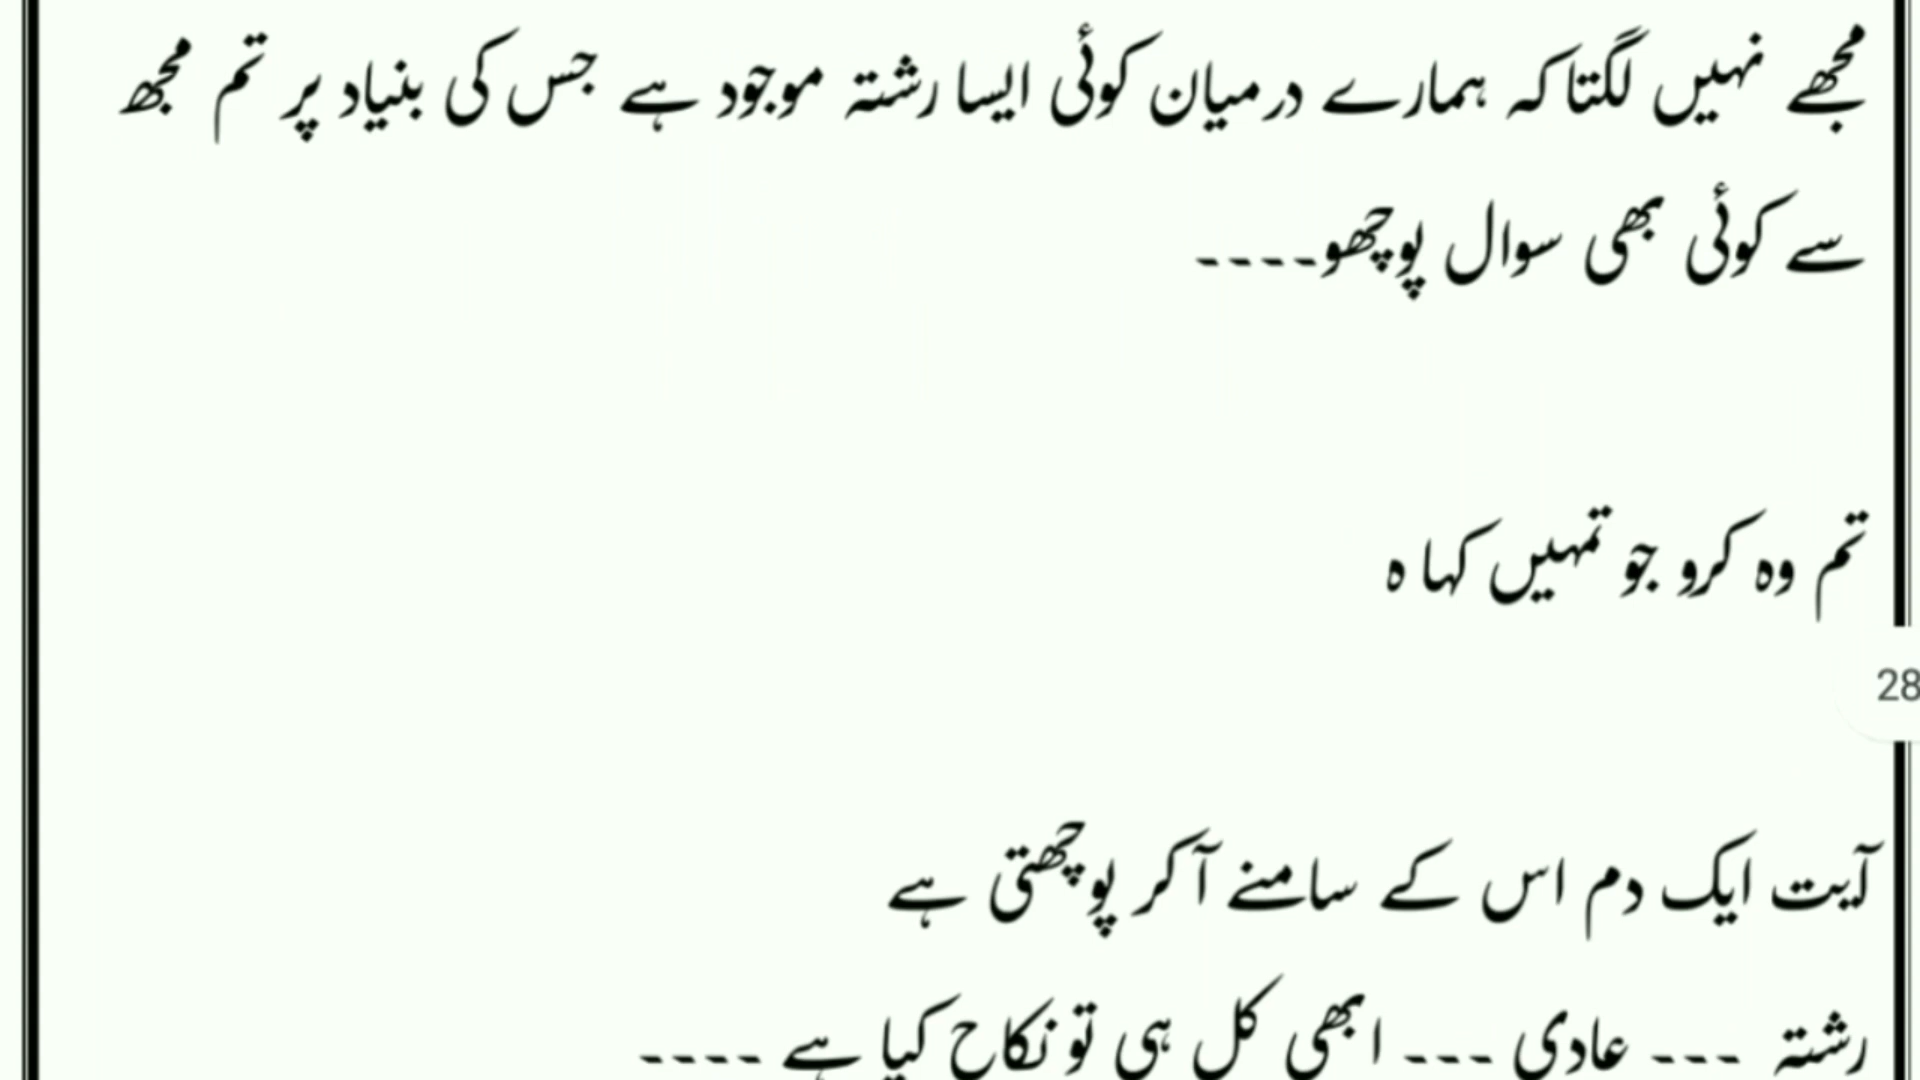 مجھے نہیں لگتا کہ ہمارے درمیان کوئی ایسا رشتہ موجود ہے جس کی بنیاد پر تم مجھ
سے کوئی بھی سوال پوچھو----
تم وہ کرو جو تمہیں کہا ہ
28
آیت ایک دم اس کے سامنے آ کر پوچھتی ہے
رشتہ --- عادی --- ابھی کل ہی تو نکاح کیا ہے ----